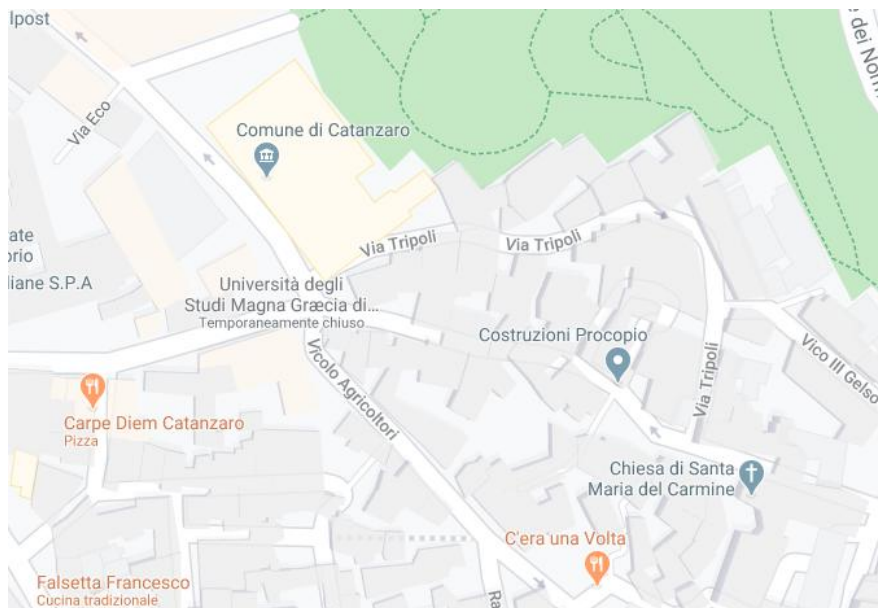 lpost
Via Eco
Comune di Catanzaro
dei Norm
ate
orio
liane S.P.A
Via Tripoli
Via Tripoli
Università degli
Studi Magna Græcia di...
Temporaneamente chiuso
Costruzioni Procopio
Vico III Gelso
Via Tripoli
Vicolo Agricoltori
Carpe Diem Catanzaro
Pizza
Chiesa di Santa
Maria del Carmine
C'era una Volta
Falsetta Francesco
Cucina tradizionale
Ra